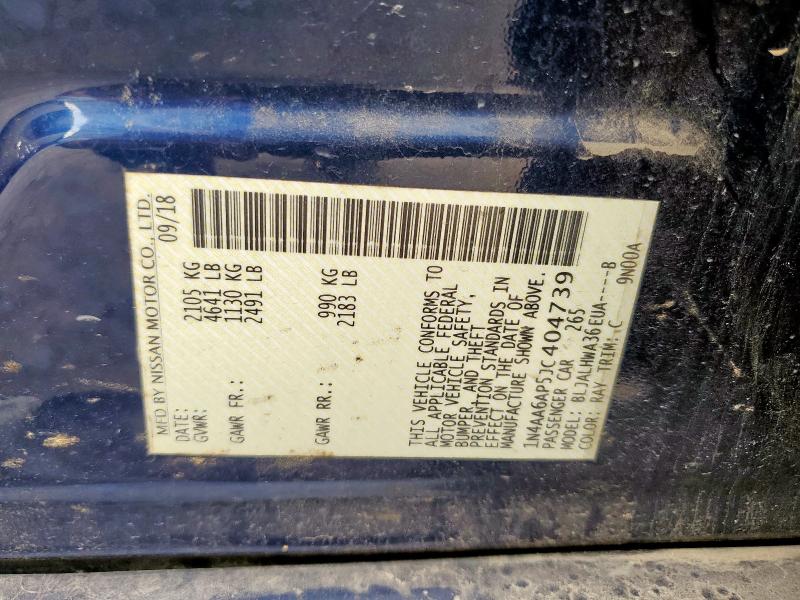 MFD BY NISSAN MOTOR CO., LTD.
DATE: 09/18
GVWR: 2105 KG
4641 LB
GAWR FR.: 1130 KG
2491 LB
GAWR RR.: 990 KG
2183 LB
THIS VEHICLE CONFORMS TO
ALL APPLICABLE FEDERAL
MOTOR VEHICLE SAFETY,
BUMPER, AND THEFT
PREVENTION STANDARDS IN
EFFECT ON THE DATE OF
MANUFACTURE SHOWN ABOVE.
1N4AA6AP5JC404739
PASSENGER CAR 265
MODEL: BLJALHWA36EUA----B
COLOR: RAY TRIM: C 9N00A